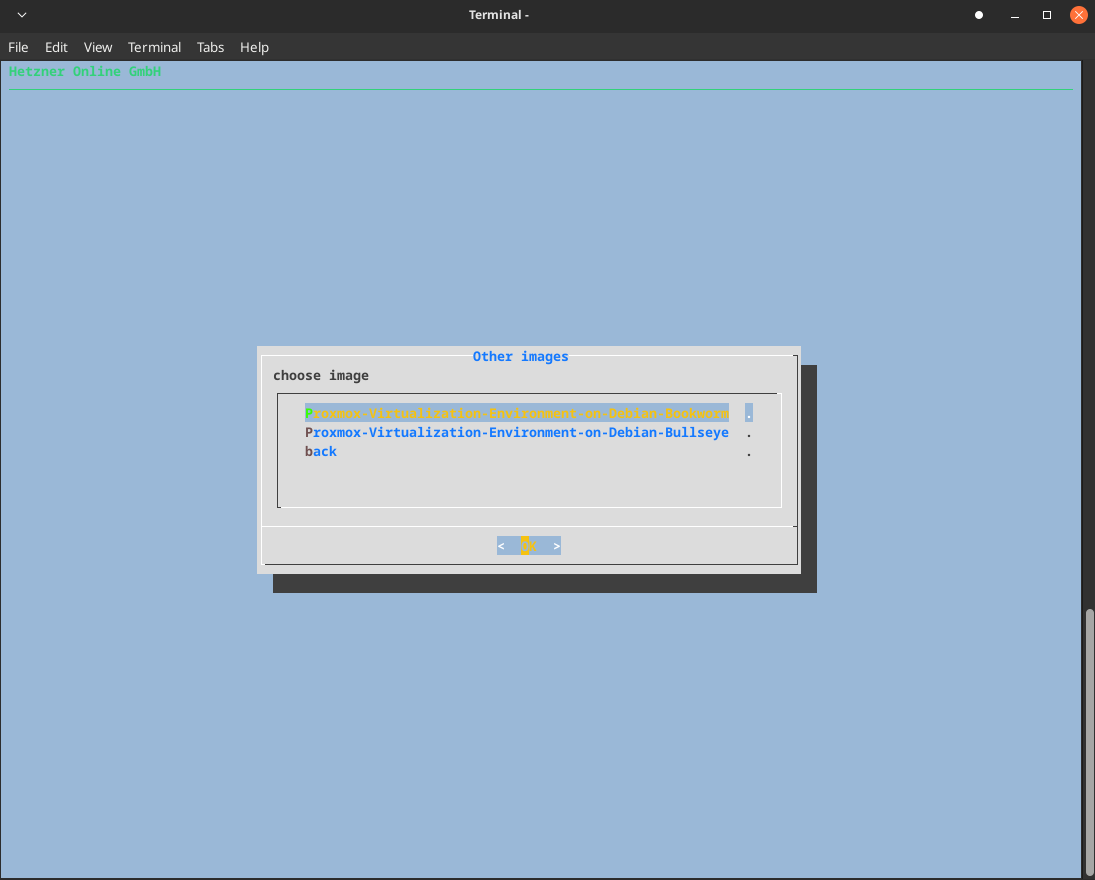 Terminal -
File Edit View Terminal Tabs Help
Hetzner Online GmbH
Other images
choose image
Proxmox-Virtualization-Environment-on-Debian-Bookworm .
Proxmox-Virtualization-Environment-on-Debian-Bullseye .
back .
< OK >